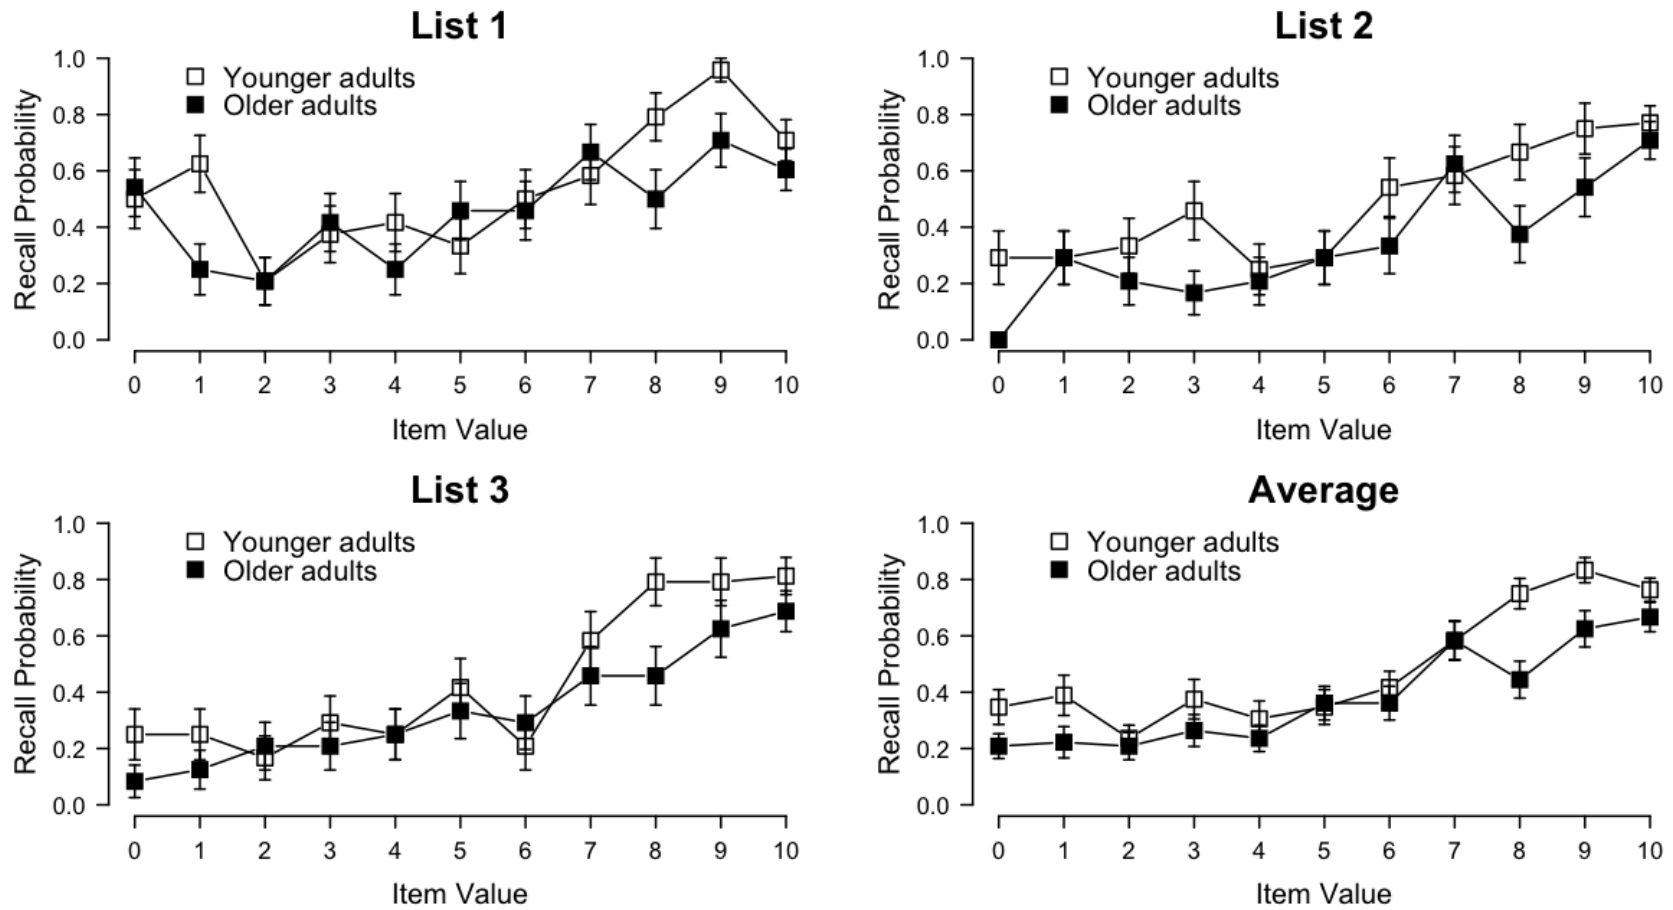 List 1
Recall Probability
1.0
0.8
0.6
0.4
0.2
0.0
Younger adults
Older adults
0 1 2 3 4 5 6 7 8 9 10
Item Value
List 2
Recall Probability
1.0
0.8
0.6
0.4
0.2
0.0
Younger adults
Older adults
0 1 2 3 4 5 6 7 8 9 10
Item Value
List 3
Recall Probability
1.0
0.8
0.6
0.4
0.2
0.0
Younger adults
Older adults
0 1 2 3 4 5 6 7 8 9 10
Item Value
Average
Recall Probability
1.0
0.8
0.6
0.4
0.2
0.0
Younger adults
Older adults
0 1 2 3 4 5 6 7 8 9 10
Item Value